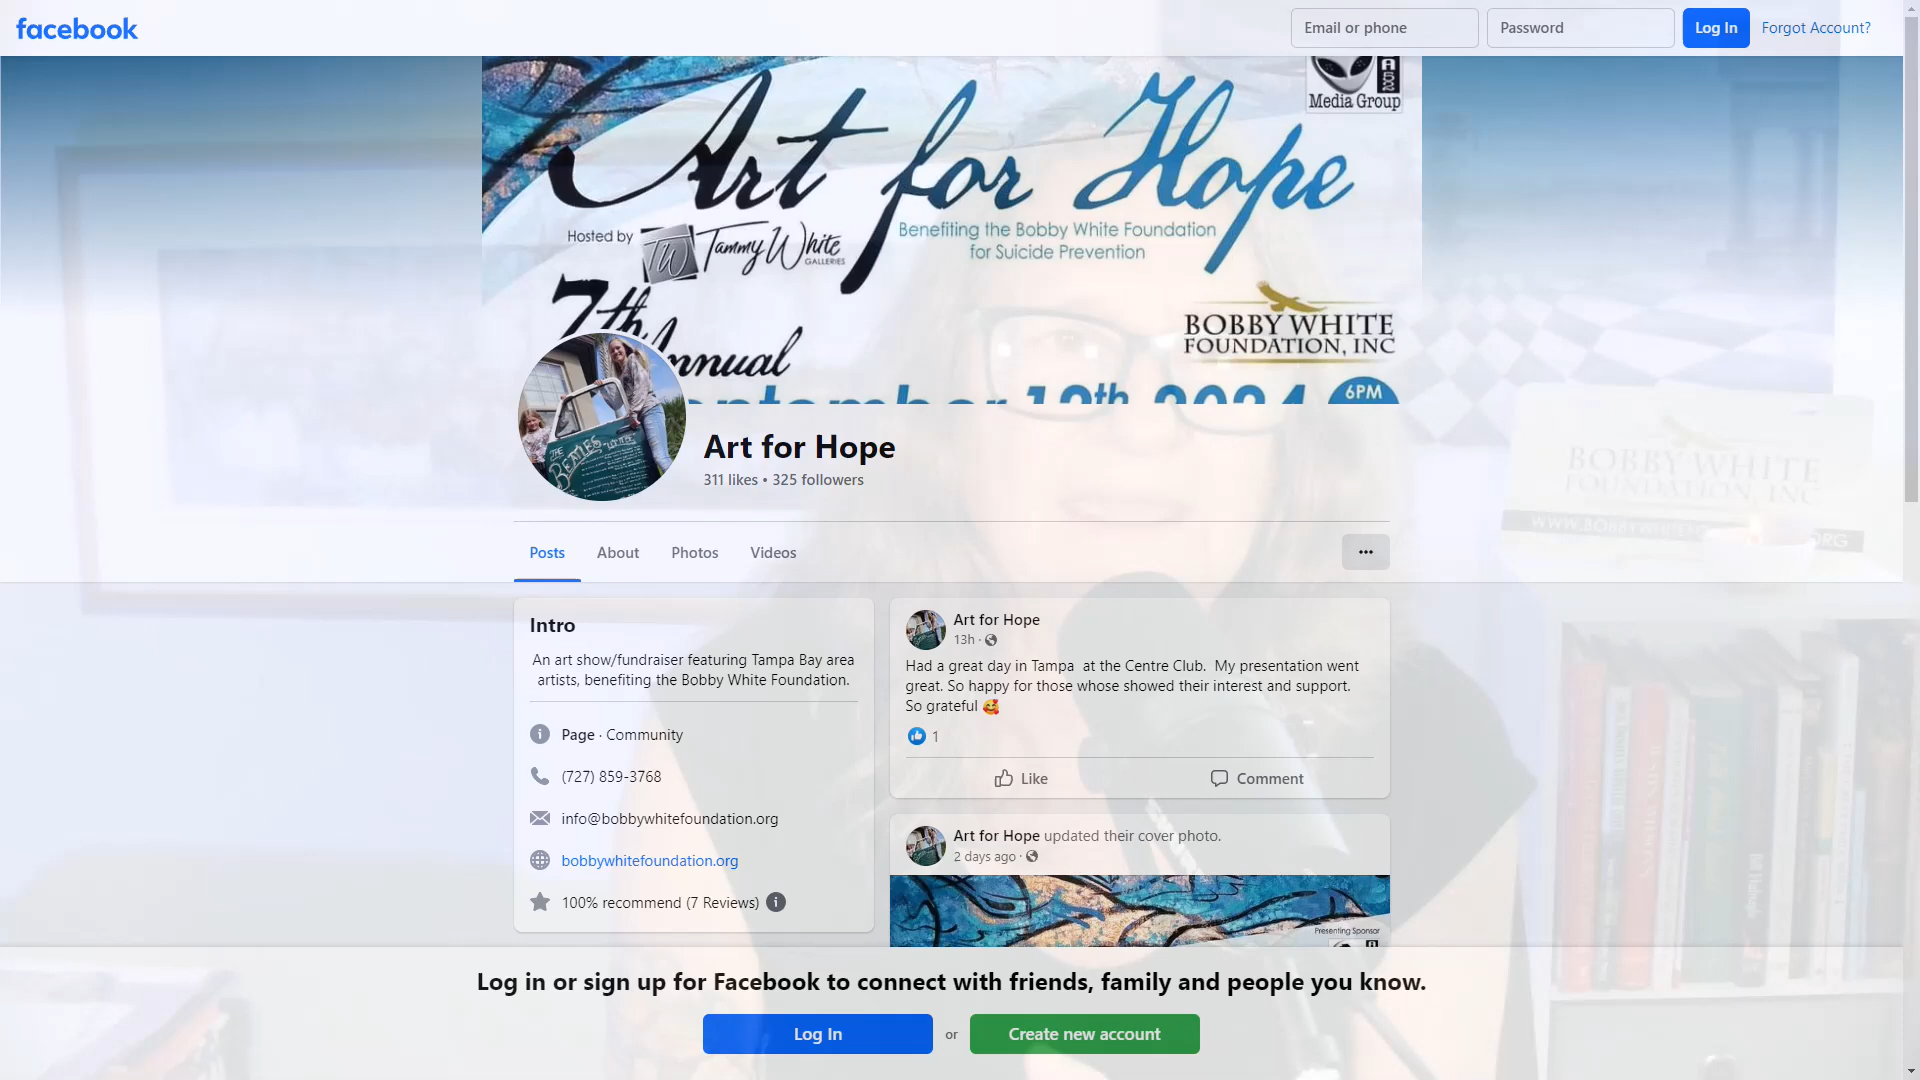 facebook
Email or phone
Password
Log In
Forgot Account?
Media Group
Art for Hope
Hosted by
TW
Tammy White
GALLERIES
Benefiting the Bobby White Foundation
for Suicide Prevention
7th Annual
BOBBY WHITE
FOUNDATION, INC
September 12th 2024
6PM
Art for Hope
311 likes • 325 followers
BOBBY WHITE
FOUNDATION, INC
Posts
About
Photos
Videos
Intro
An art show/fundraiser featuring Tampa Bay area
artists, benefiting the Bobby White Foundation.
Page · Community
(727) 859-3768
info@bobbywhitefoundation.org
bobbywhitefoundation.org
100% recommend (7 Reviews)
Art for Hope
13h ·
Had a great day in Tampa  at the Centre Club.  My presentation went
great. So happy for those whose showed their interest and support.
So grateful 🥰
1
Like
Comment
Art for Hope updated their cover photo.
2 days ago ·
Presenting Sponsor
Log in or sign up for Facebook to connect with friends, family and people you know.
Log In
or
Create new account